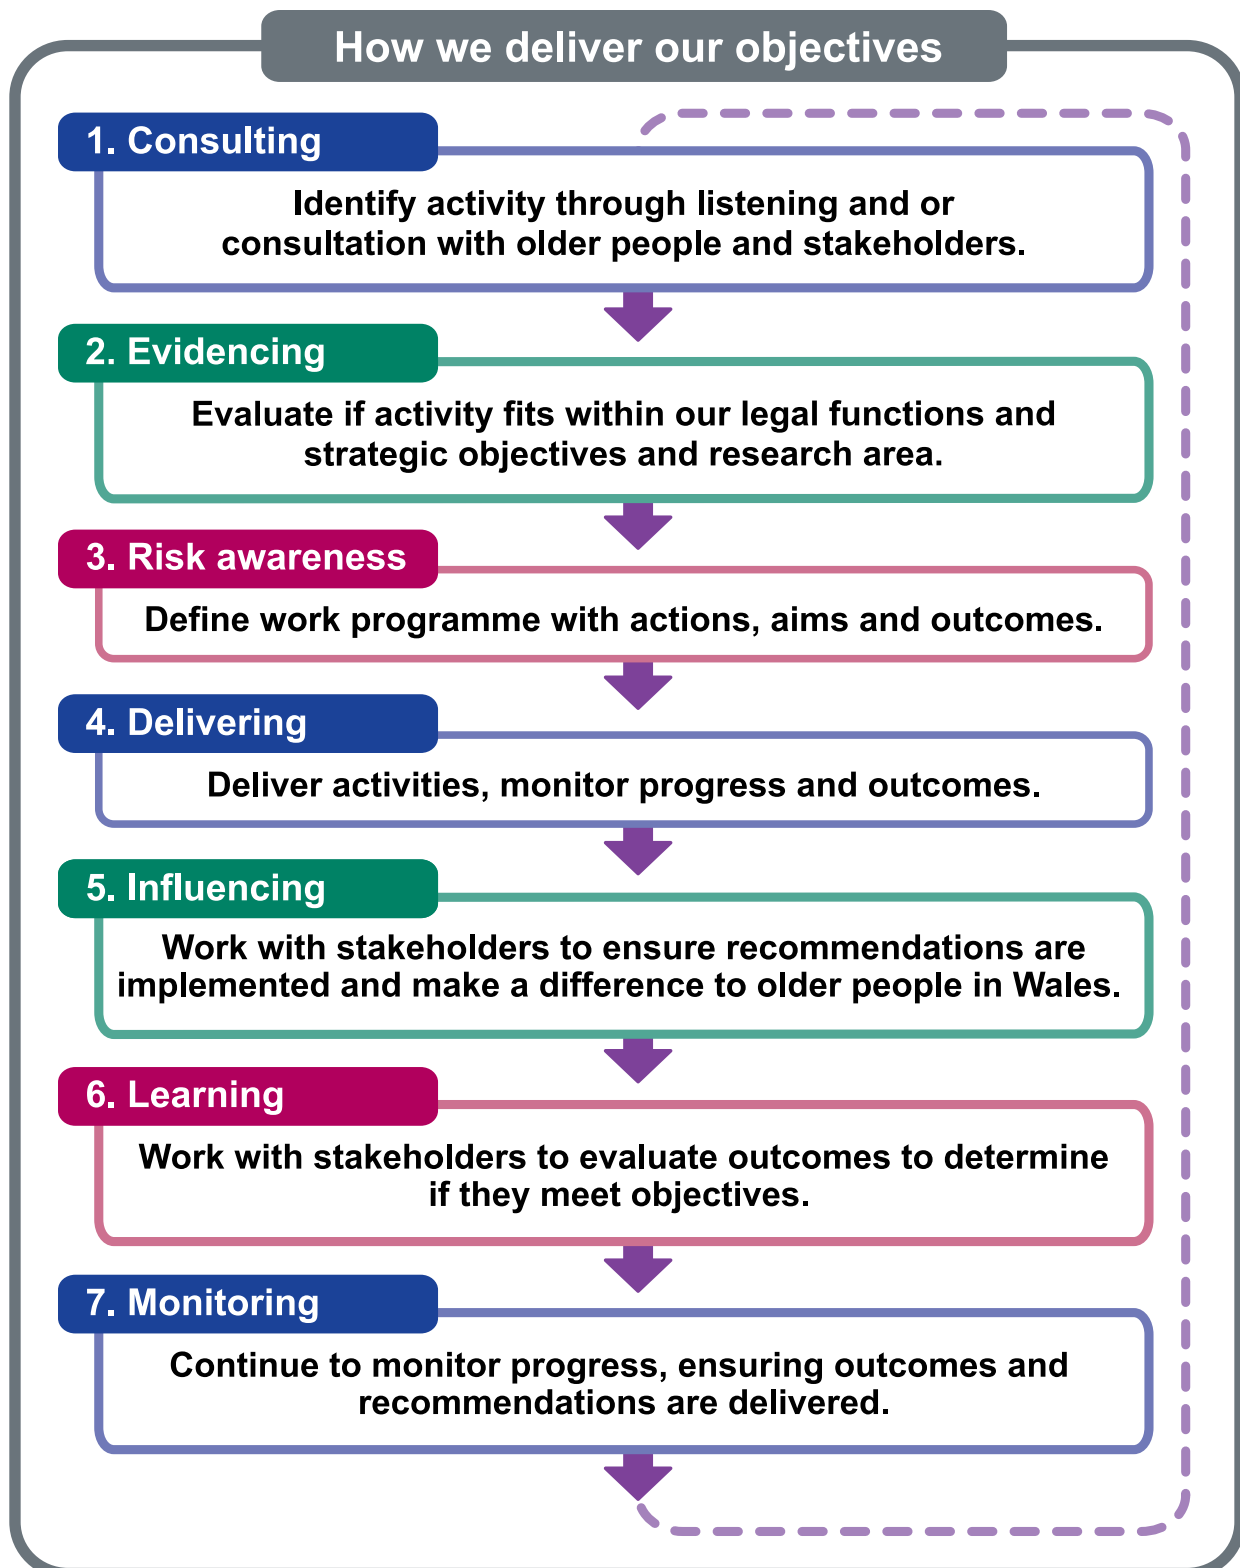 How we deliver our objectives
1. Consulting
Identify activity through listening and or
consultation with older people and stakeholders.
2. Evidencing
Evaluate if activity fits within our legal functions and
strategic objectives and research area.
3. Risk awareness
Define work programme with actions, aims and outcomes.
4. Delivering
Deliver activities, monitor progress and outcomes.
5. Influencing
Work with stakeholders to ensure recommendations are
implemented and make a difference to older people in Wales.
6. Learning
Work with stakeholders to evaluate outcomes to determine
if they meet objectives.
7. Monitoring
Continue to monitor progress, ensuring outcomes and
recommendations are delivered.